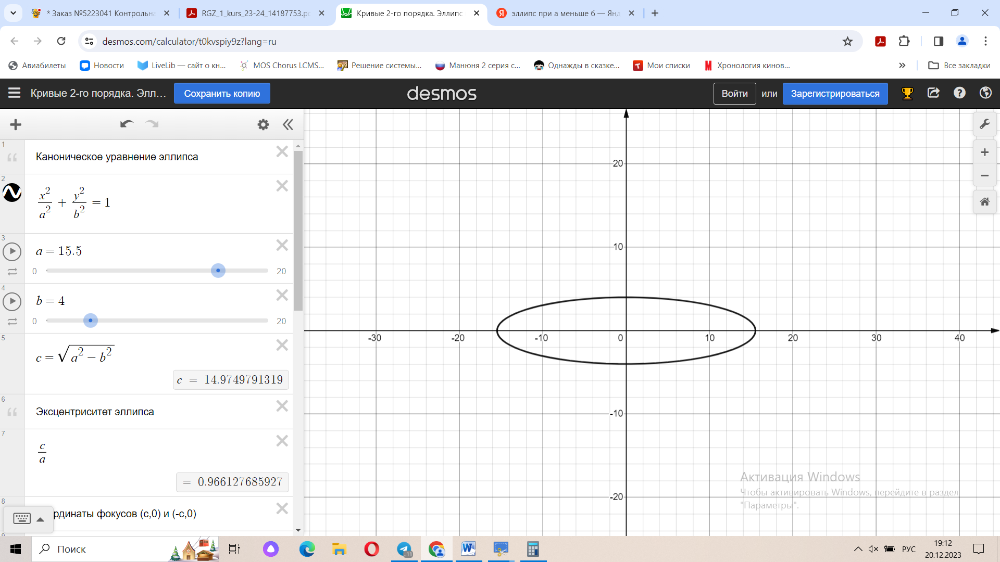 * Заказ №5223041 Контрольна
RGZ_1_kurs_23-24_14187753.pd
Кривые 2-го порядка. Эллипс
эллипс при a меньше б — Янд
desmos.com/calculator/t0kvspiy9z?lang=ru
Авиабилеты
Новости
LiveLib — сайт о кн...
MOS Chorus LCMS...
Решение системы...
Манюня 2 серия с...
Однажды в сказке...
Мои списки
Хронология кинов...
Все закладки
Кривые 2-го порядка. Элл...
Сохранить копию
desmos
Войти
или
Зарегистрироваться
1
Каноническое уравнение эллипса
2
x^2/a^2 + y^2/b^2 = 1
3
a = 15.5
0
20
4
b = 4
0
20
5
c = √(a^2 − b^2)
c = 14.9749791319
6
Эксцентриситет эллипса
7
c/a
= 0.966127685927
8
рдинаты фокусов (c,0) и (-c,0)
9
20
10
-30
-20
-10
0
10
20
30
40
-10
-20
Активация Windows
Чтобы активировать Windows, перейдите в раздел
"Параметры".
Поиск
11
РУС
19:12
20.12.2023